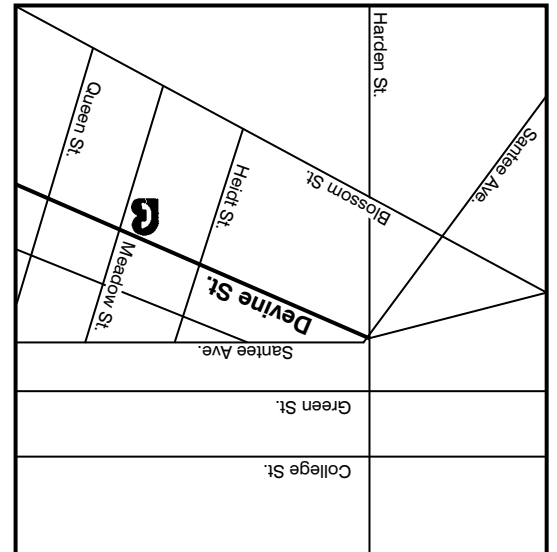 College St.
Green St.
Santee Ave.
Devine St.
Meadow St.
Heidt St.
Queen St.
Blossom St.
Santee Ave.
Harden St.